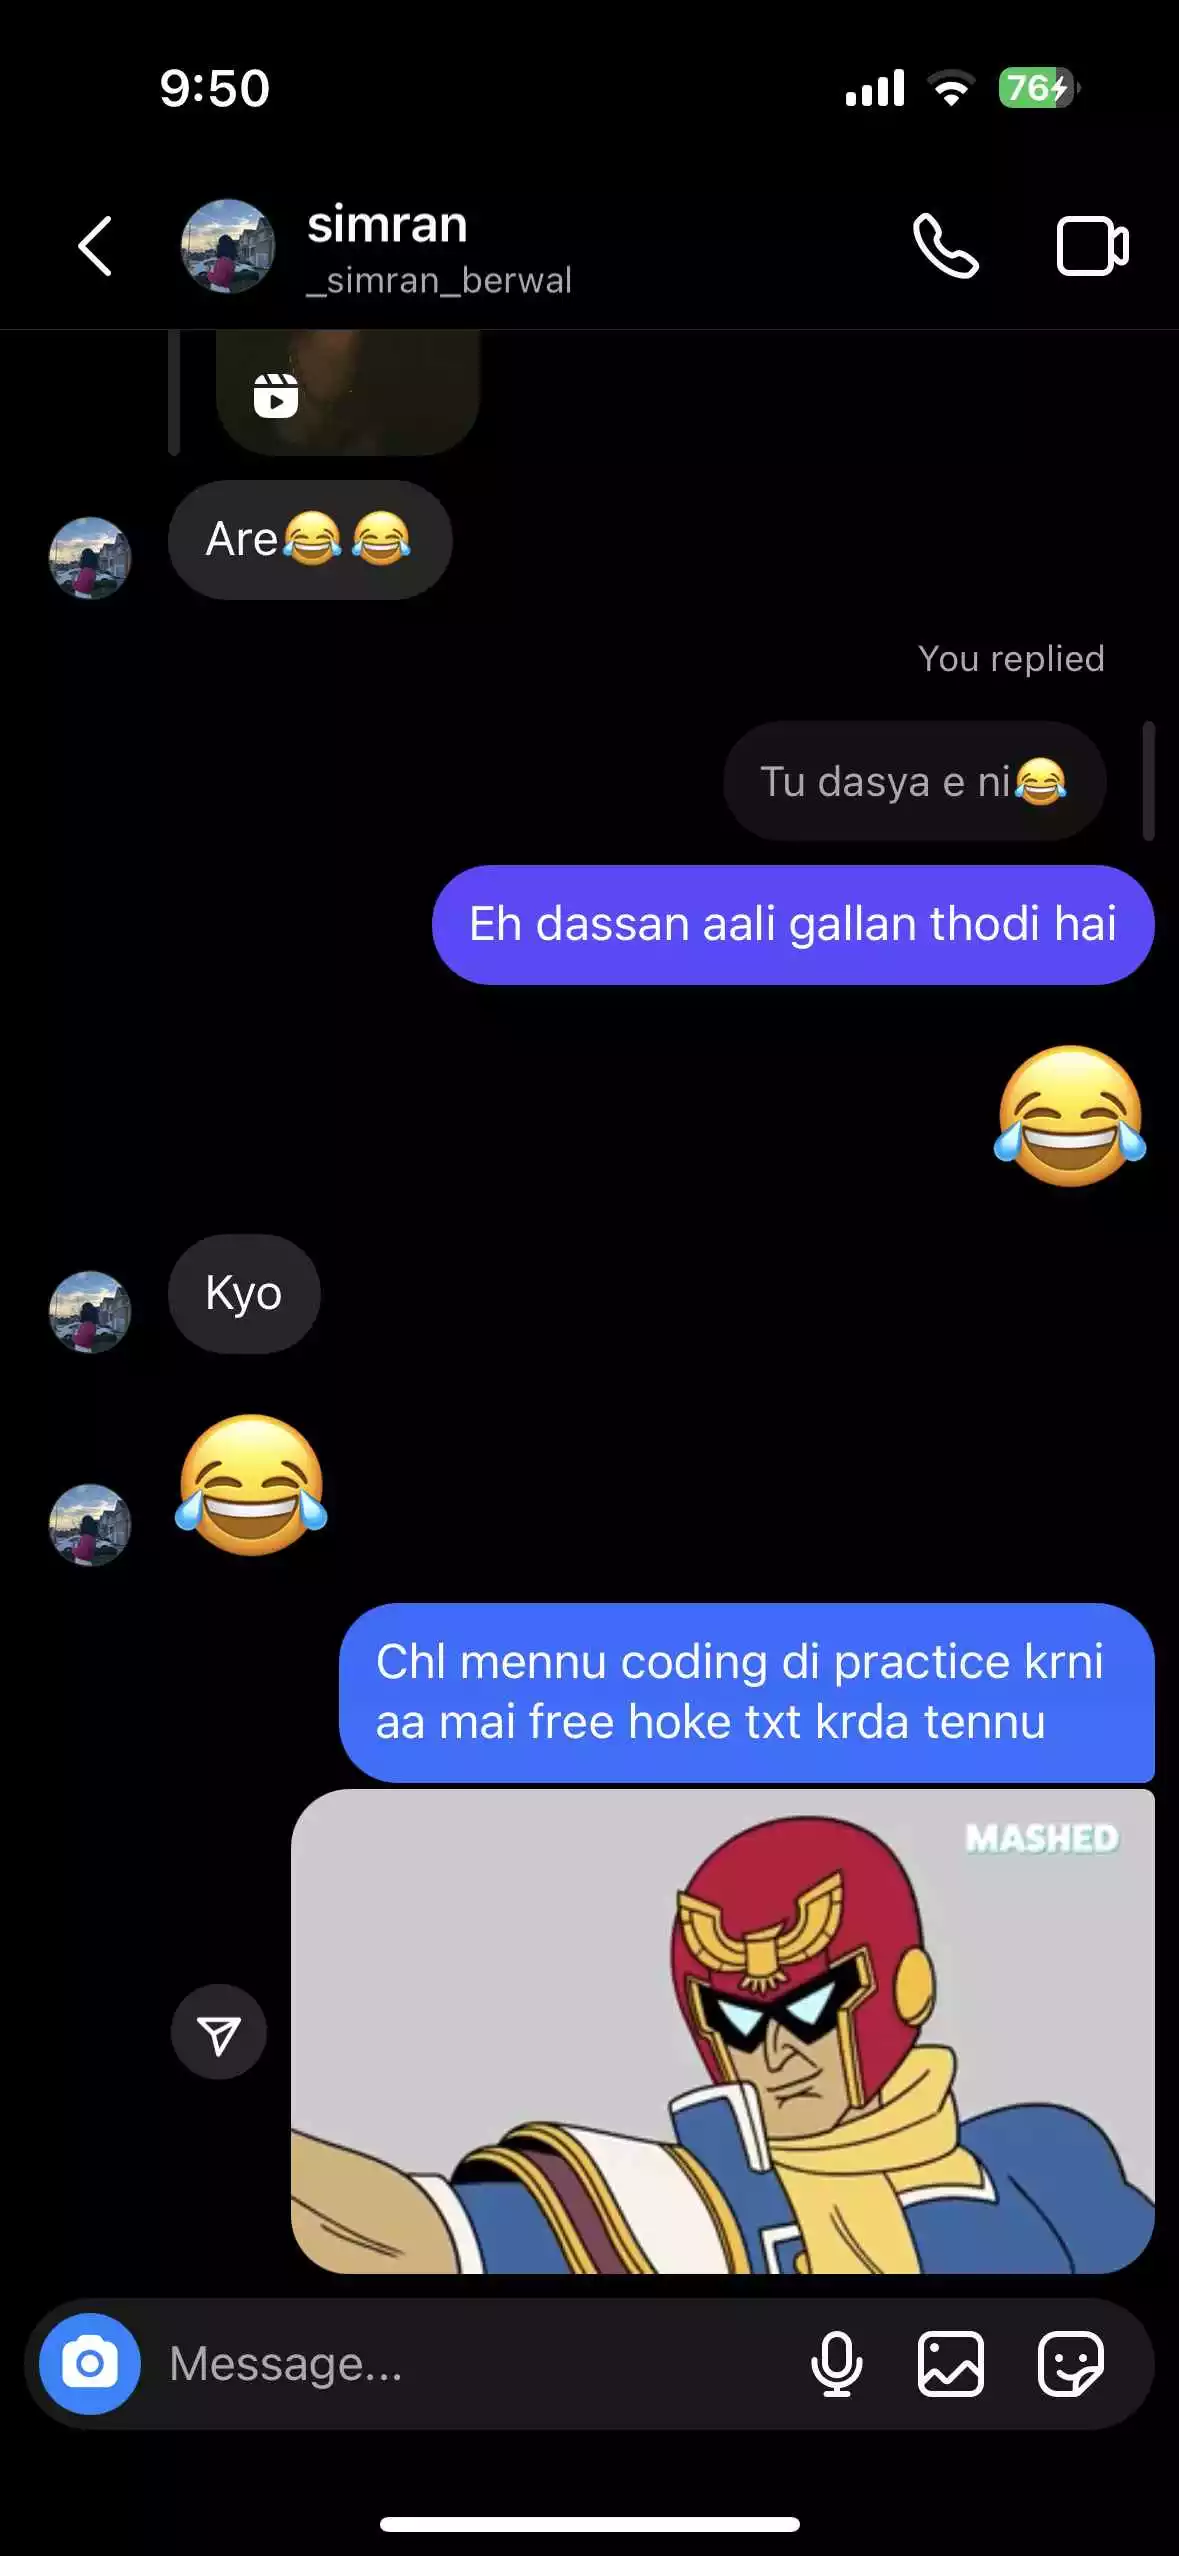 9:50
76
simran
_simran_berwal
Are😂😂
You replied
Tu dasya e ni😂
Eh dassan aali gallan thodi hai
😂
Kyo
😂
Chl mennu coding di practice krni
aa mai free hoke txt krda tennu
MASHED
Message...